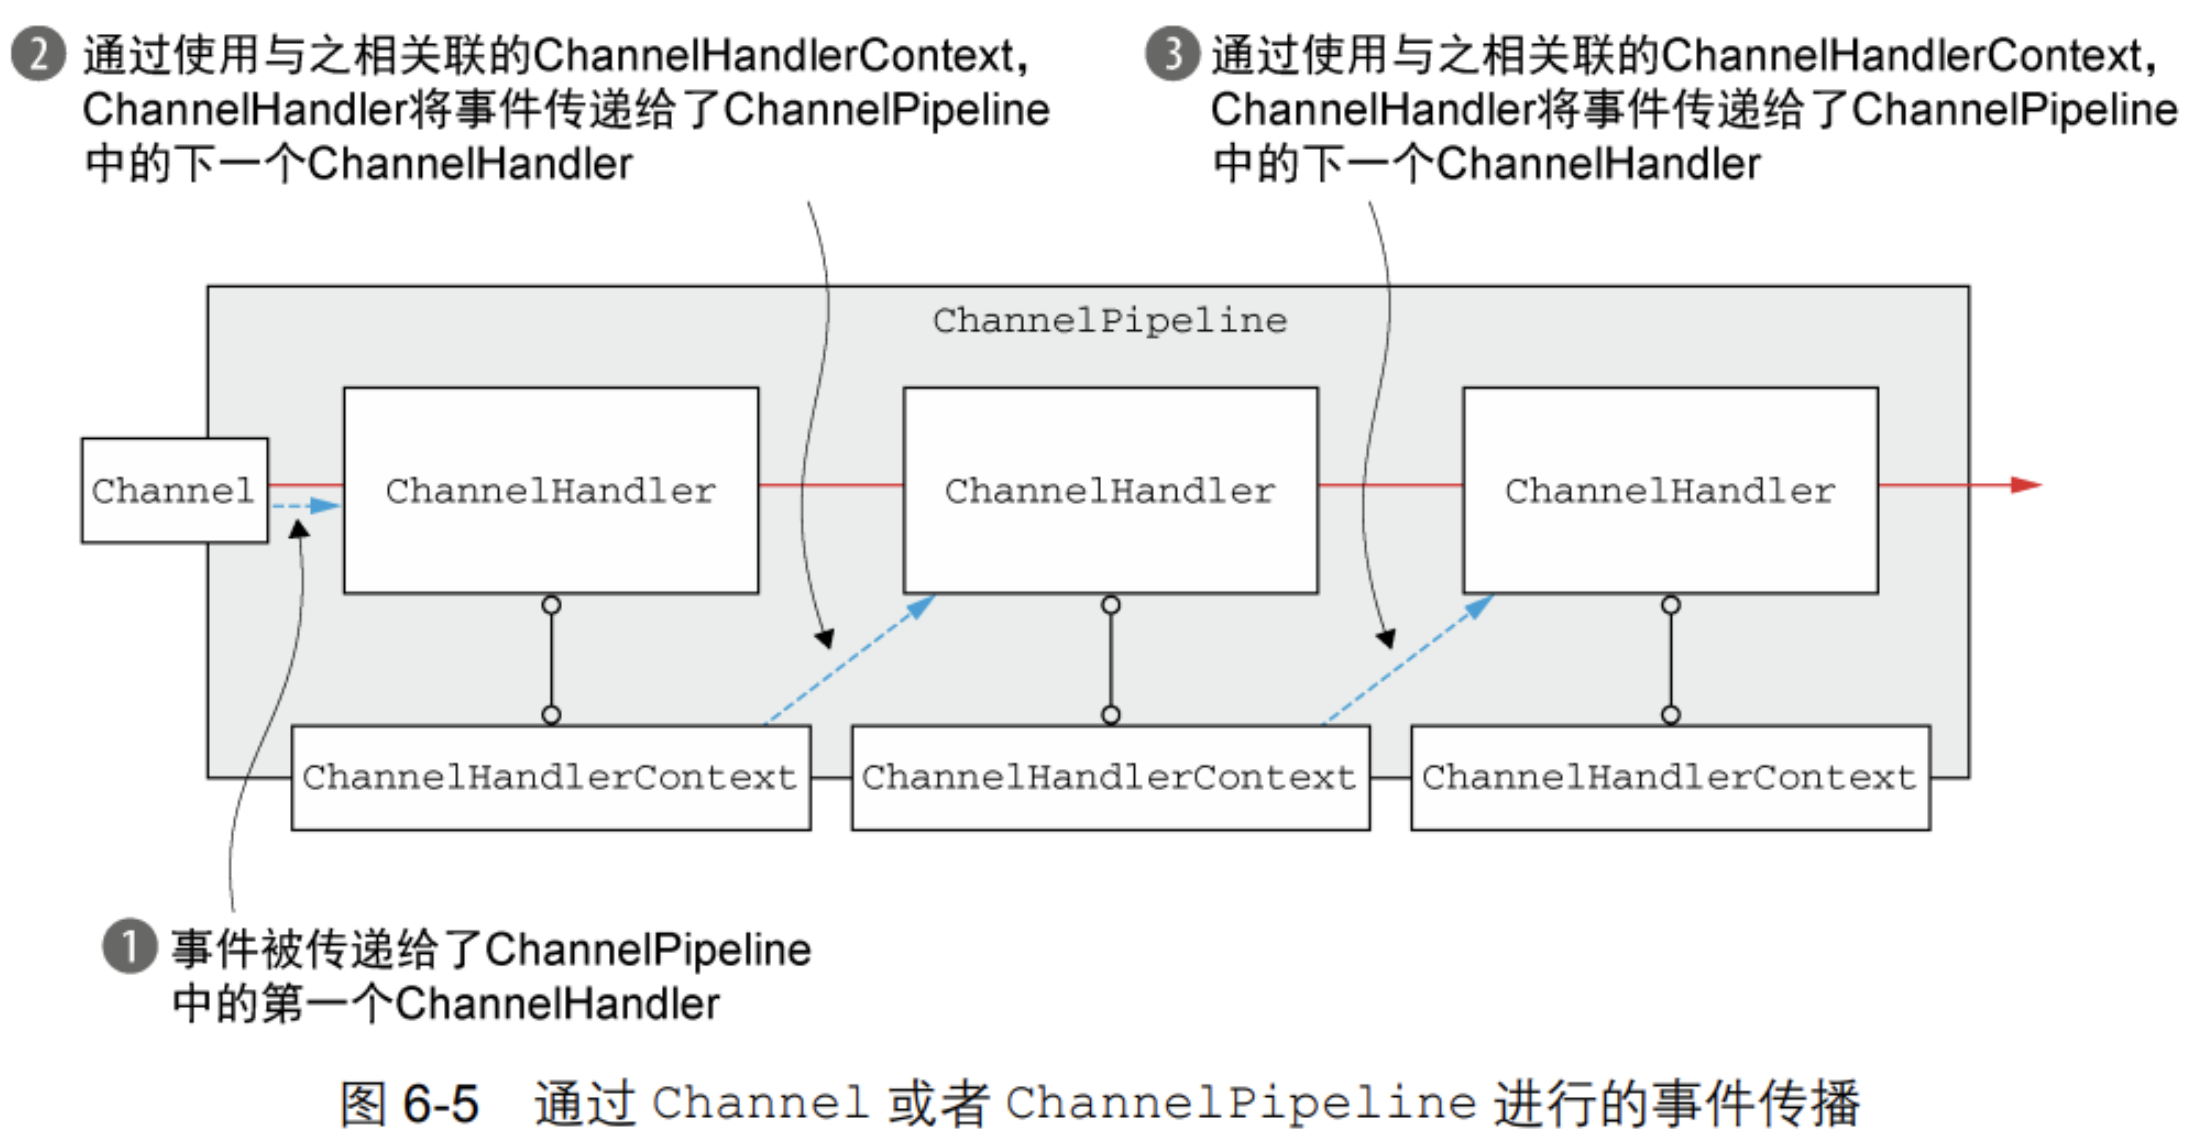 2 通过使用与之相关联的ChannelHandlerContext，
ChannelHandler将事件传递给了ChannelPipeline
中的下一个ChannelHandler
3 通过使用与之相关联的ChannelHandlerContext，
ChannelHandler将事件传递给了ChannelPipeline
中的下一个ChannelHandler
ChannelPipeline
Channel
ChannelHandler
ChannelHandler
ChannelHandler
ChannelHandlerContext
ChannelHandlerContext
ChannelHandlerContext
1 事件被传递给了ChannelPipeline
中的第一个ChannelHandler
图 6-5 通过 Channel 或者 ChannelPipeline 进行的事件传播